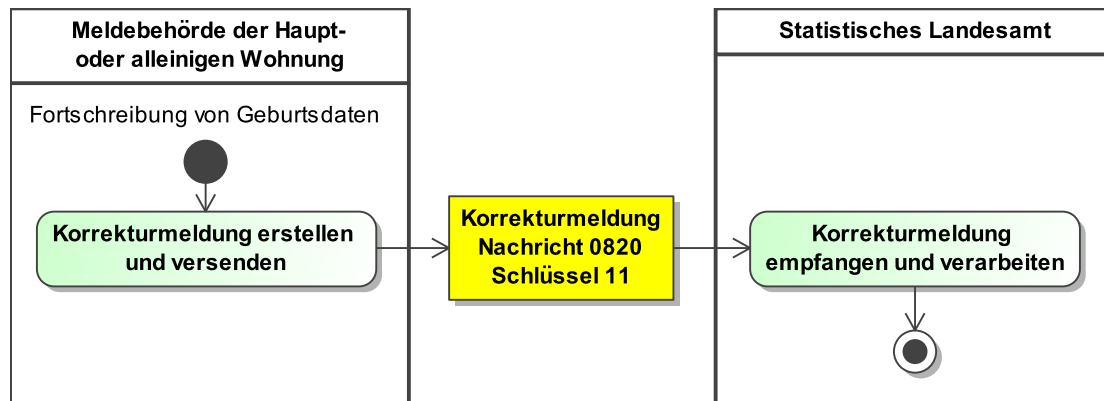 Meldebehörde der Haupt-
oder alleinigen Wohnung
Statistisches Landesamt
Fortschreibung von Geburtsdaten
Korrekturmeldung erstellen
und versenden
Korrekturmeldung
Nachricht 0820
Schlüssel 11
Korrekturmeldung
empfangen und verarbeiten